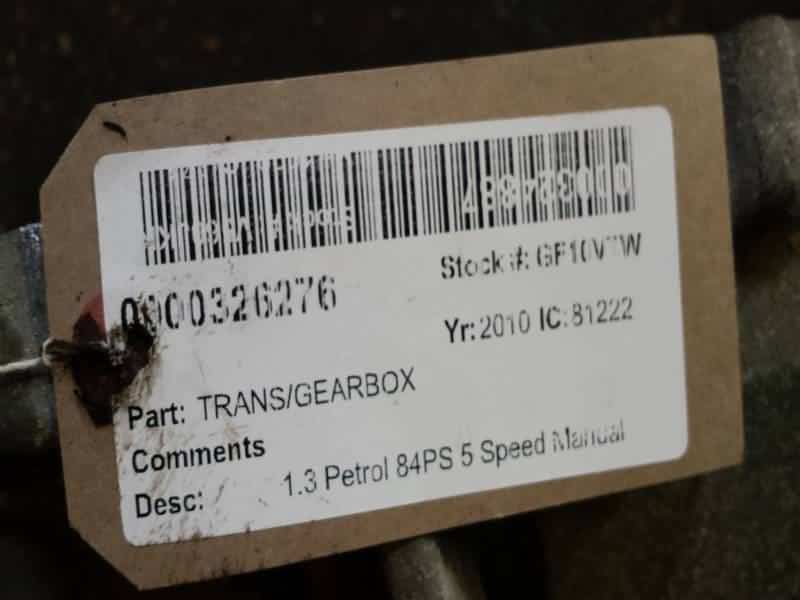 0000326276
Stock #: GF10VTW
Yr: 2010 IC: 81222
Part: TRANS/GEARBOX
Comments
Desc: 1.3 Petrol 84PS 5 Speed Manual